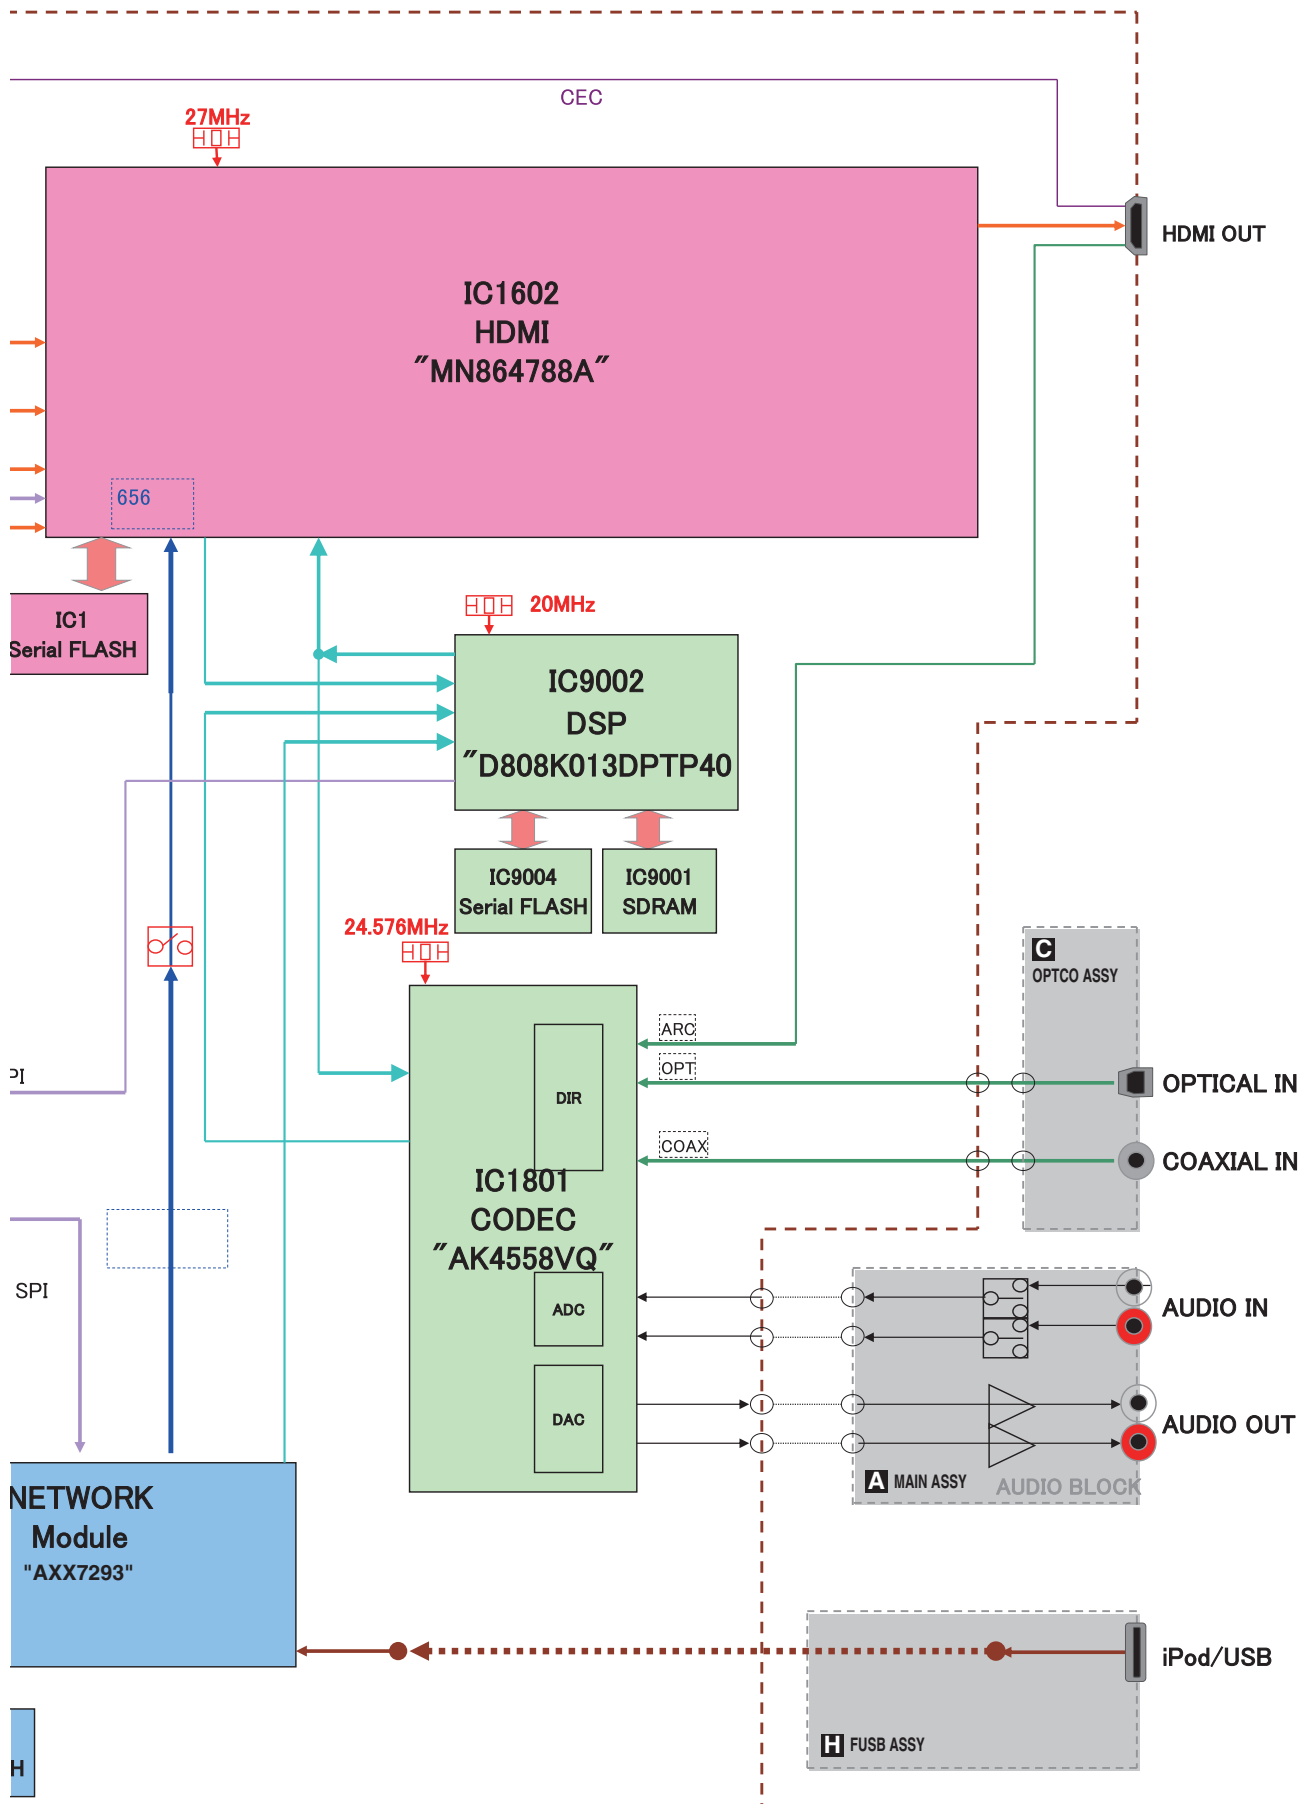 CEC
27MHz
HDMI OUT
IC1602
HDMI
"MN864788A"
656
IC1
Serial FLASH
20MHz
IC9002
DSP
"D808K013DPTP40
IC9004
Serial FLASH
IC9001
SDRAM
24.576MHz
C
OPTCO ASSY
ARC
OPT
PI
DIR
OPTICAL IN
COAX
COAXIAL IN
IC1801
CODEC
"AK4558VQ"
SPI
ADC
AUDIO IN
DAC
AUDIO OUT
A MAIN ASSY
AUDIO BLOCK
NETWORK
Module
"AXX7293"
iPod/USB
H FUSB ASSY
H